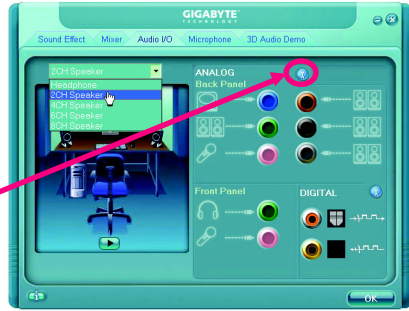 GIGABYTE
TECHNOLOGY
Sound Effect Mixer Audio I/O Microphone 3D Audio Demo
2CH Speaker
Headphone
2CH Speaker
4CH Speaker
6CH Speaker
8CH Speaker
ANALOG
Back Panel
Front Panel
DIGITAL
OK